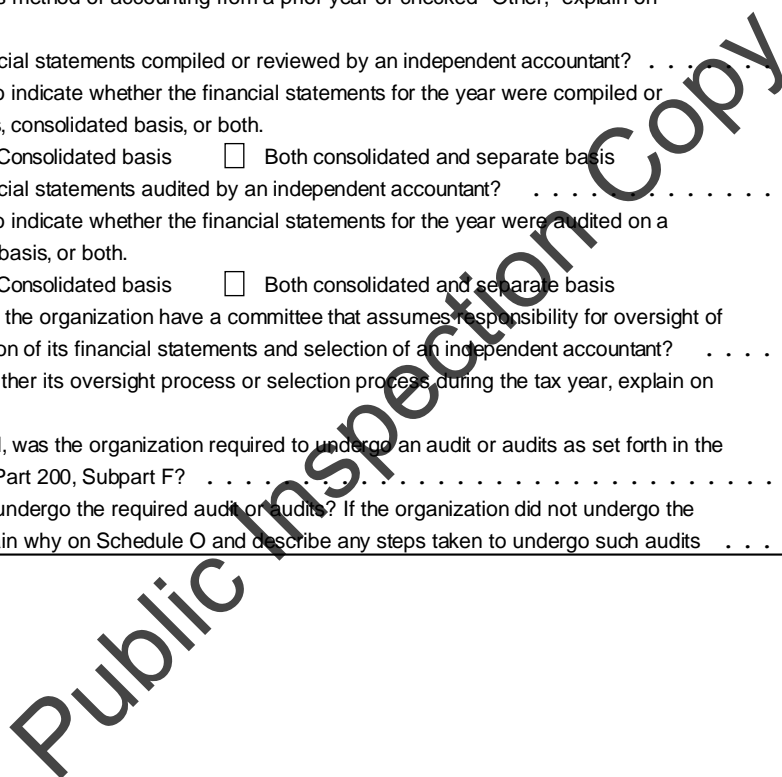 s method of accounting from a prior year or checked "Other," explain on
cial statements compiled or reviewed by an independent accountant? . . . . . . .
o indicate whether the financial statements for the year were compiled or
s, consolidated basis, or both.
Consolidated basis ☐ Both consolidated and separate basis
cial statements audited by an independent accountant? . . . . . . . . . . . . .
o indicate whether the financial statements for the year were audited on a
basis, or both.
Consolidated basis ☐ Both consolidated and separate basis
the organization have a committee that assumes responsibility for oversight of
on of its financial statements and selection of an independent accountant? . . . .
ther its oversight process or selection process during the tax year, explain on
, was the organization required to undergo an audit or audits as set forth in the
Part 200, Subpart F? . . . . . . . . . . . . . . . . . . . . . . . . . . . . .
undergo the required audit or audits? If the organization did not undergo the
in why on Schedule O and describe any steps taken to undergo such audits . . .
Public Inspection Copy